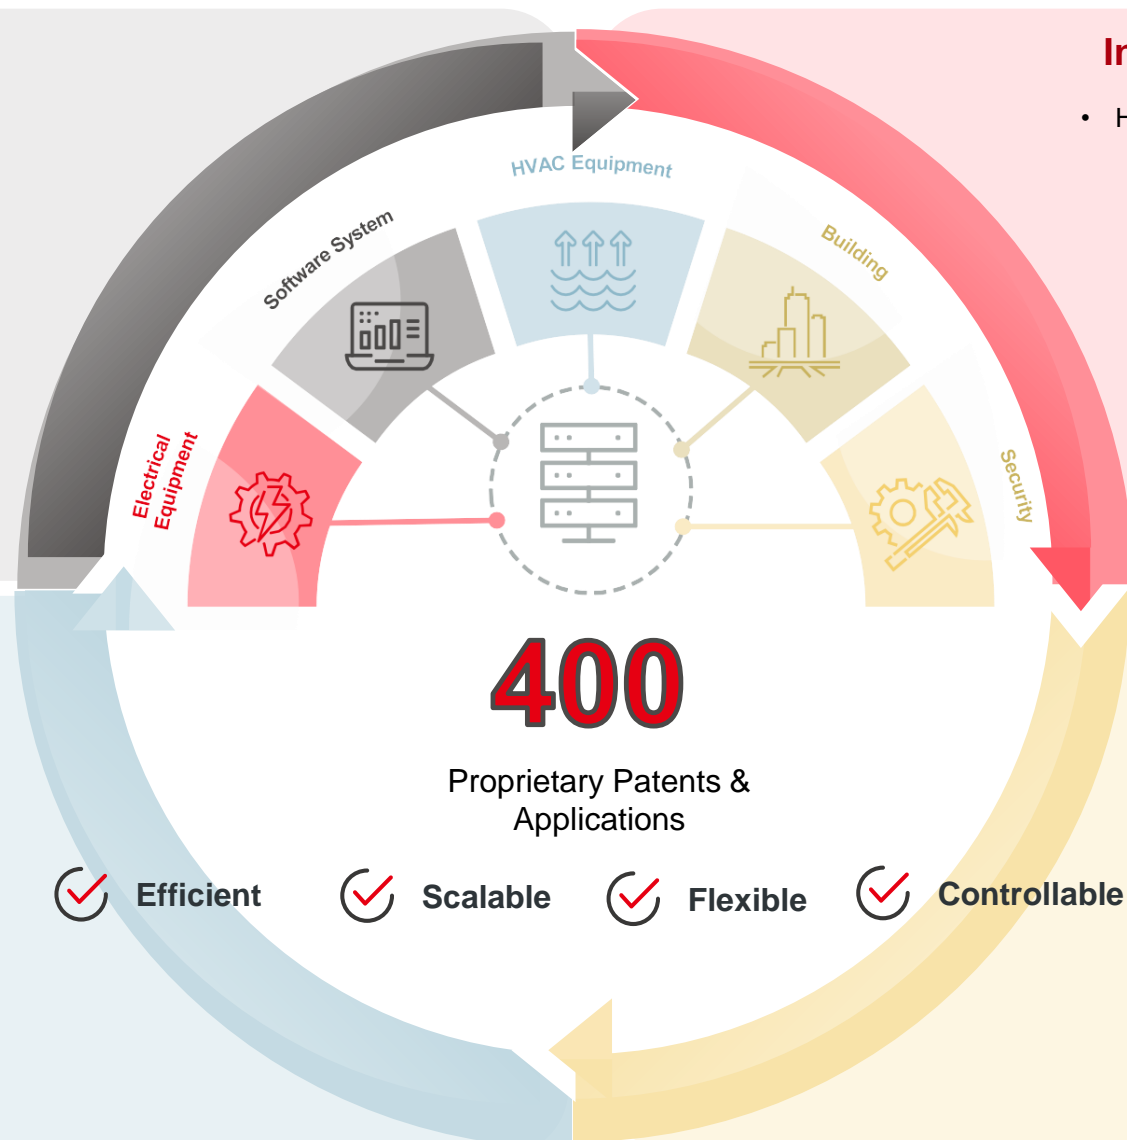 HVAC Equipment
Software System
Building
Electrical
Equipment
Security
400
Proprietary Patents &
Applications
Efficient
Scalable
Flexible
Controllable